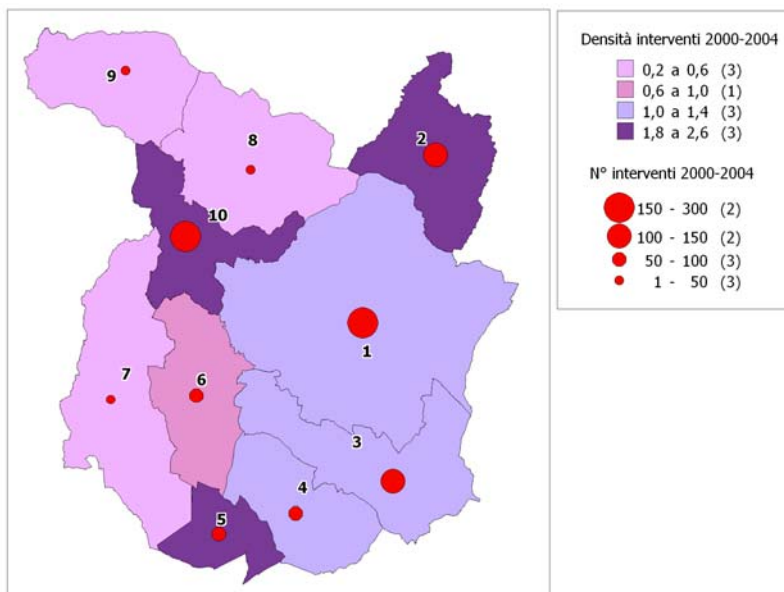 Densità interventi 2000-2004
0,2 a 0,6 (3)
0,6 a 1,0 (1)
1,0 a 1,4 (3)
1,8 a 2,6 (3)
N° interventi 2000-2004
150 - 300 (2)
100 - 150 (2)
50 - 100 (3)
1 - 50 (3)
9
8
2
10
1
7
6
3
4
5